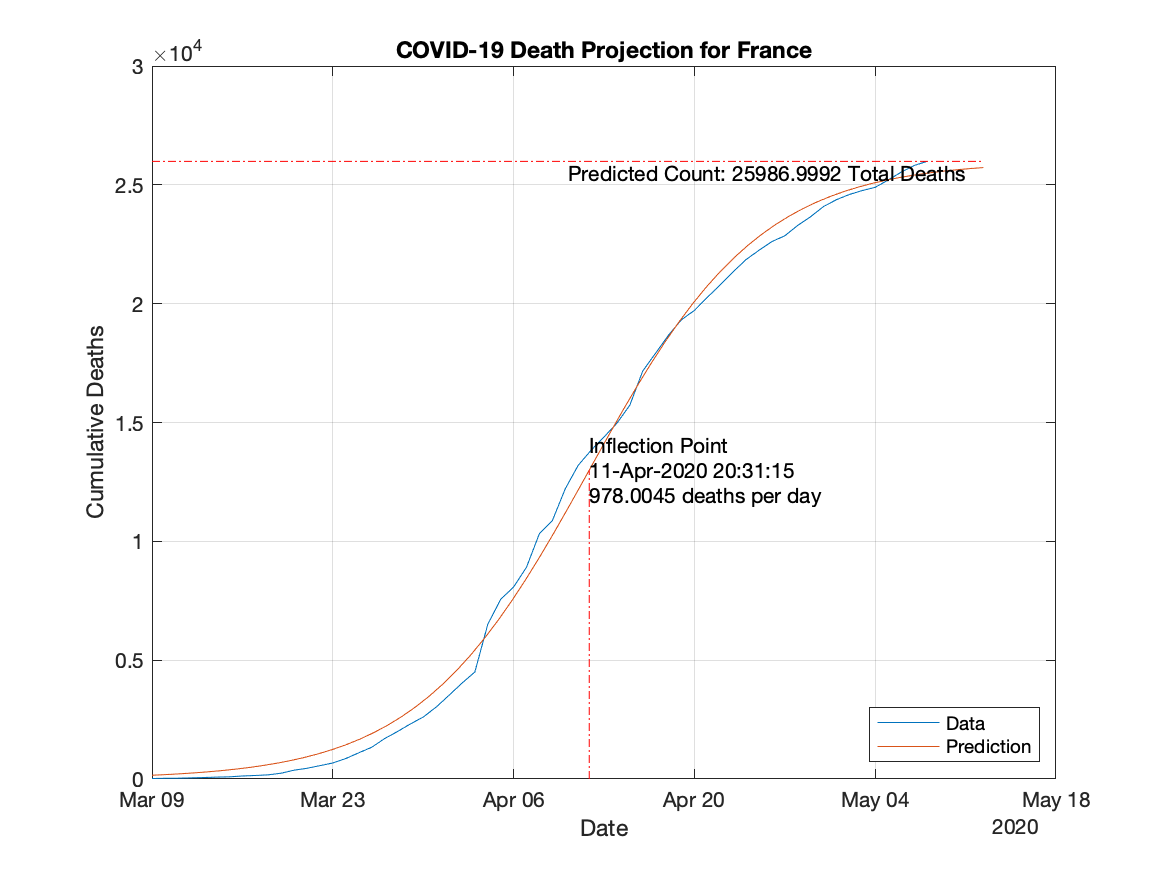 COVID-19 Death Projection for France
×10⁴
3
2.5
2
1.5
1
0.5
0
Cumulative Deaths
Predicted Count: 25986.9992 Total Deaths
Inflection Point
11-Apr-2020 20:31:15
978.0045 deaths per day
Data
Prediction
Mar 09
Mar 23
Apr 06
Apr 20
May 04
May 18
Date
2020